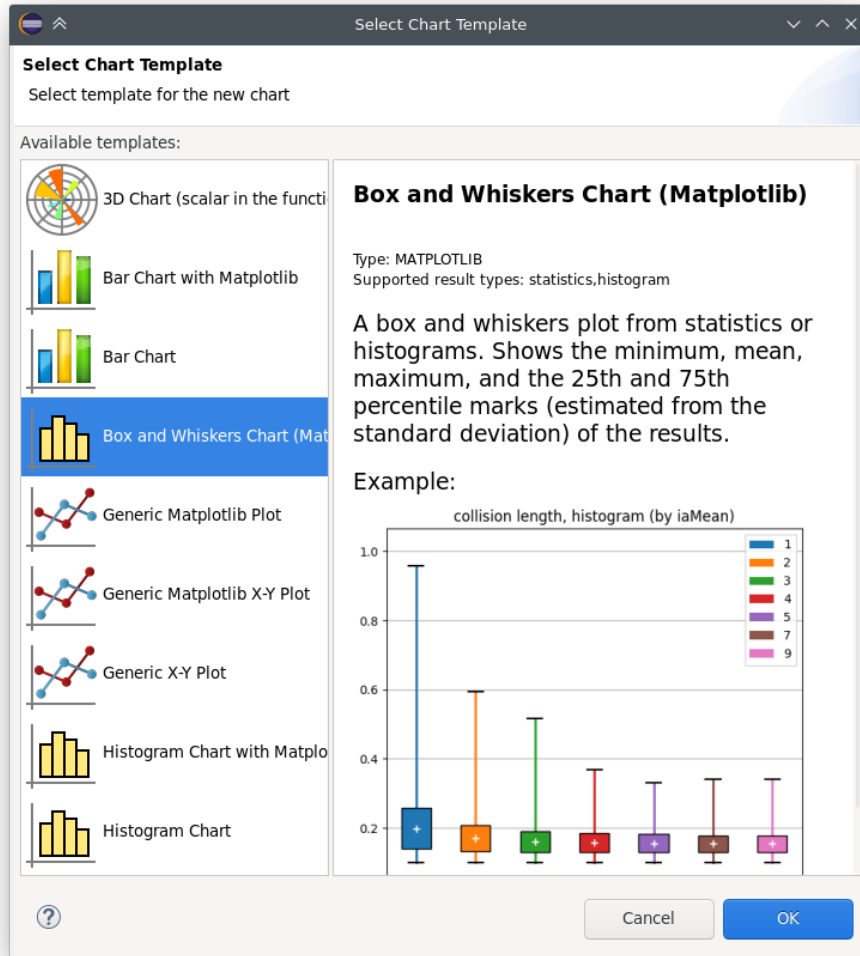 Select Chart Template
Select Chart Template
Select template for the new chart
Available templates:
3D Chart (scalar in the functi
Bar Chart with Matplotlib
Bar Chart
Box and Whiskers Chart (Mat
Generic Matplotlib Plot
Generic Matplotlib X-Y Plot
Generic X-Y Plot
Histogram Chart with Matplo
Histogram Chart
Box and Whiskers Chart (Matplotlib)
Type: MATPLOTLIB
Supported result types: statistics,histogram
A box and whiskers plot from statistics or
histograms. Shows the minimum, mean,
maximum, and the 25th and 75th
percentile marks (estimated from the
standard deviation) of the results.
Example:
collision length, histogram (by iaMean)
1.0
0.8
0.6
0.4
0.2
1
2
3
4
5
7
9
?
Cancel
OK